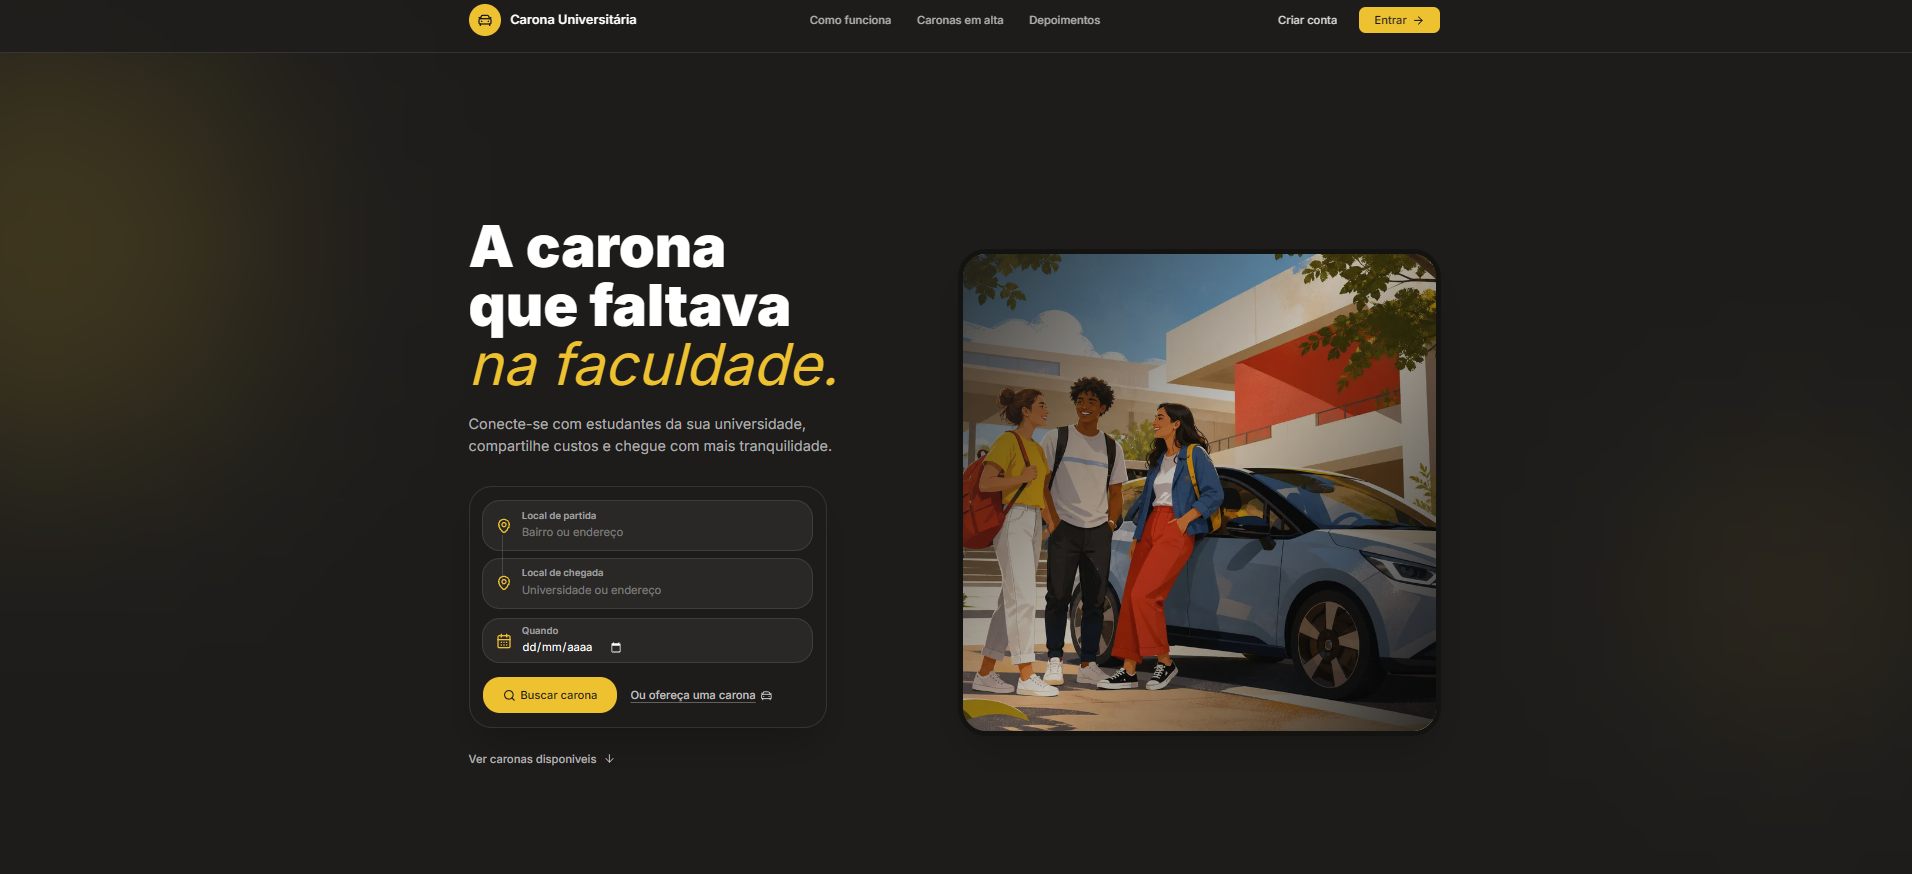 Carona Universitária
Como funciona
Caronas em alta
Depoimentos
Criar conta
Entrar
A carona
que faltava
na faculdade.
Conecte-se com estudantes da sua universidade,
compartilhe custos e chegue com mais tranquilidade.
Local de partida
Bairro ou endereço
Local de chegada
Universidade ou endereço
Quando
dd/mm/aaaa
Buscar carona
Ou ofereça uma carona
Ver caronas disponíveis